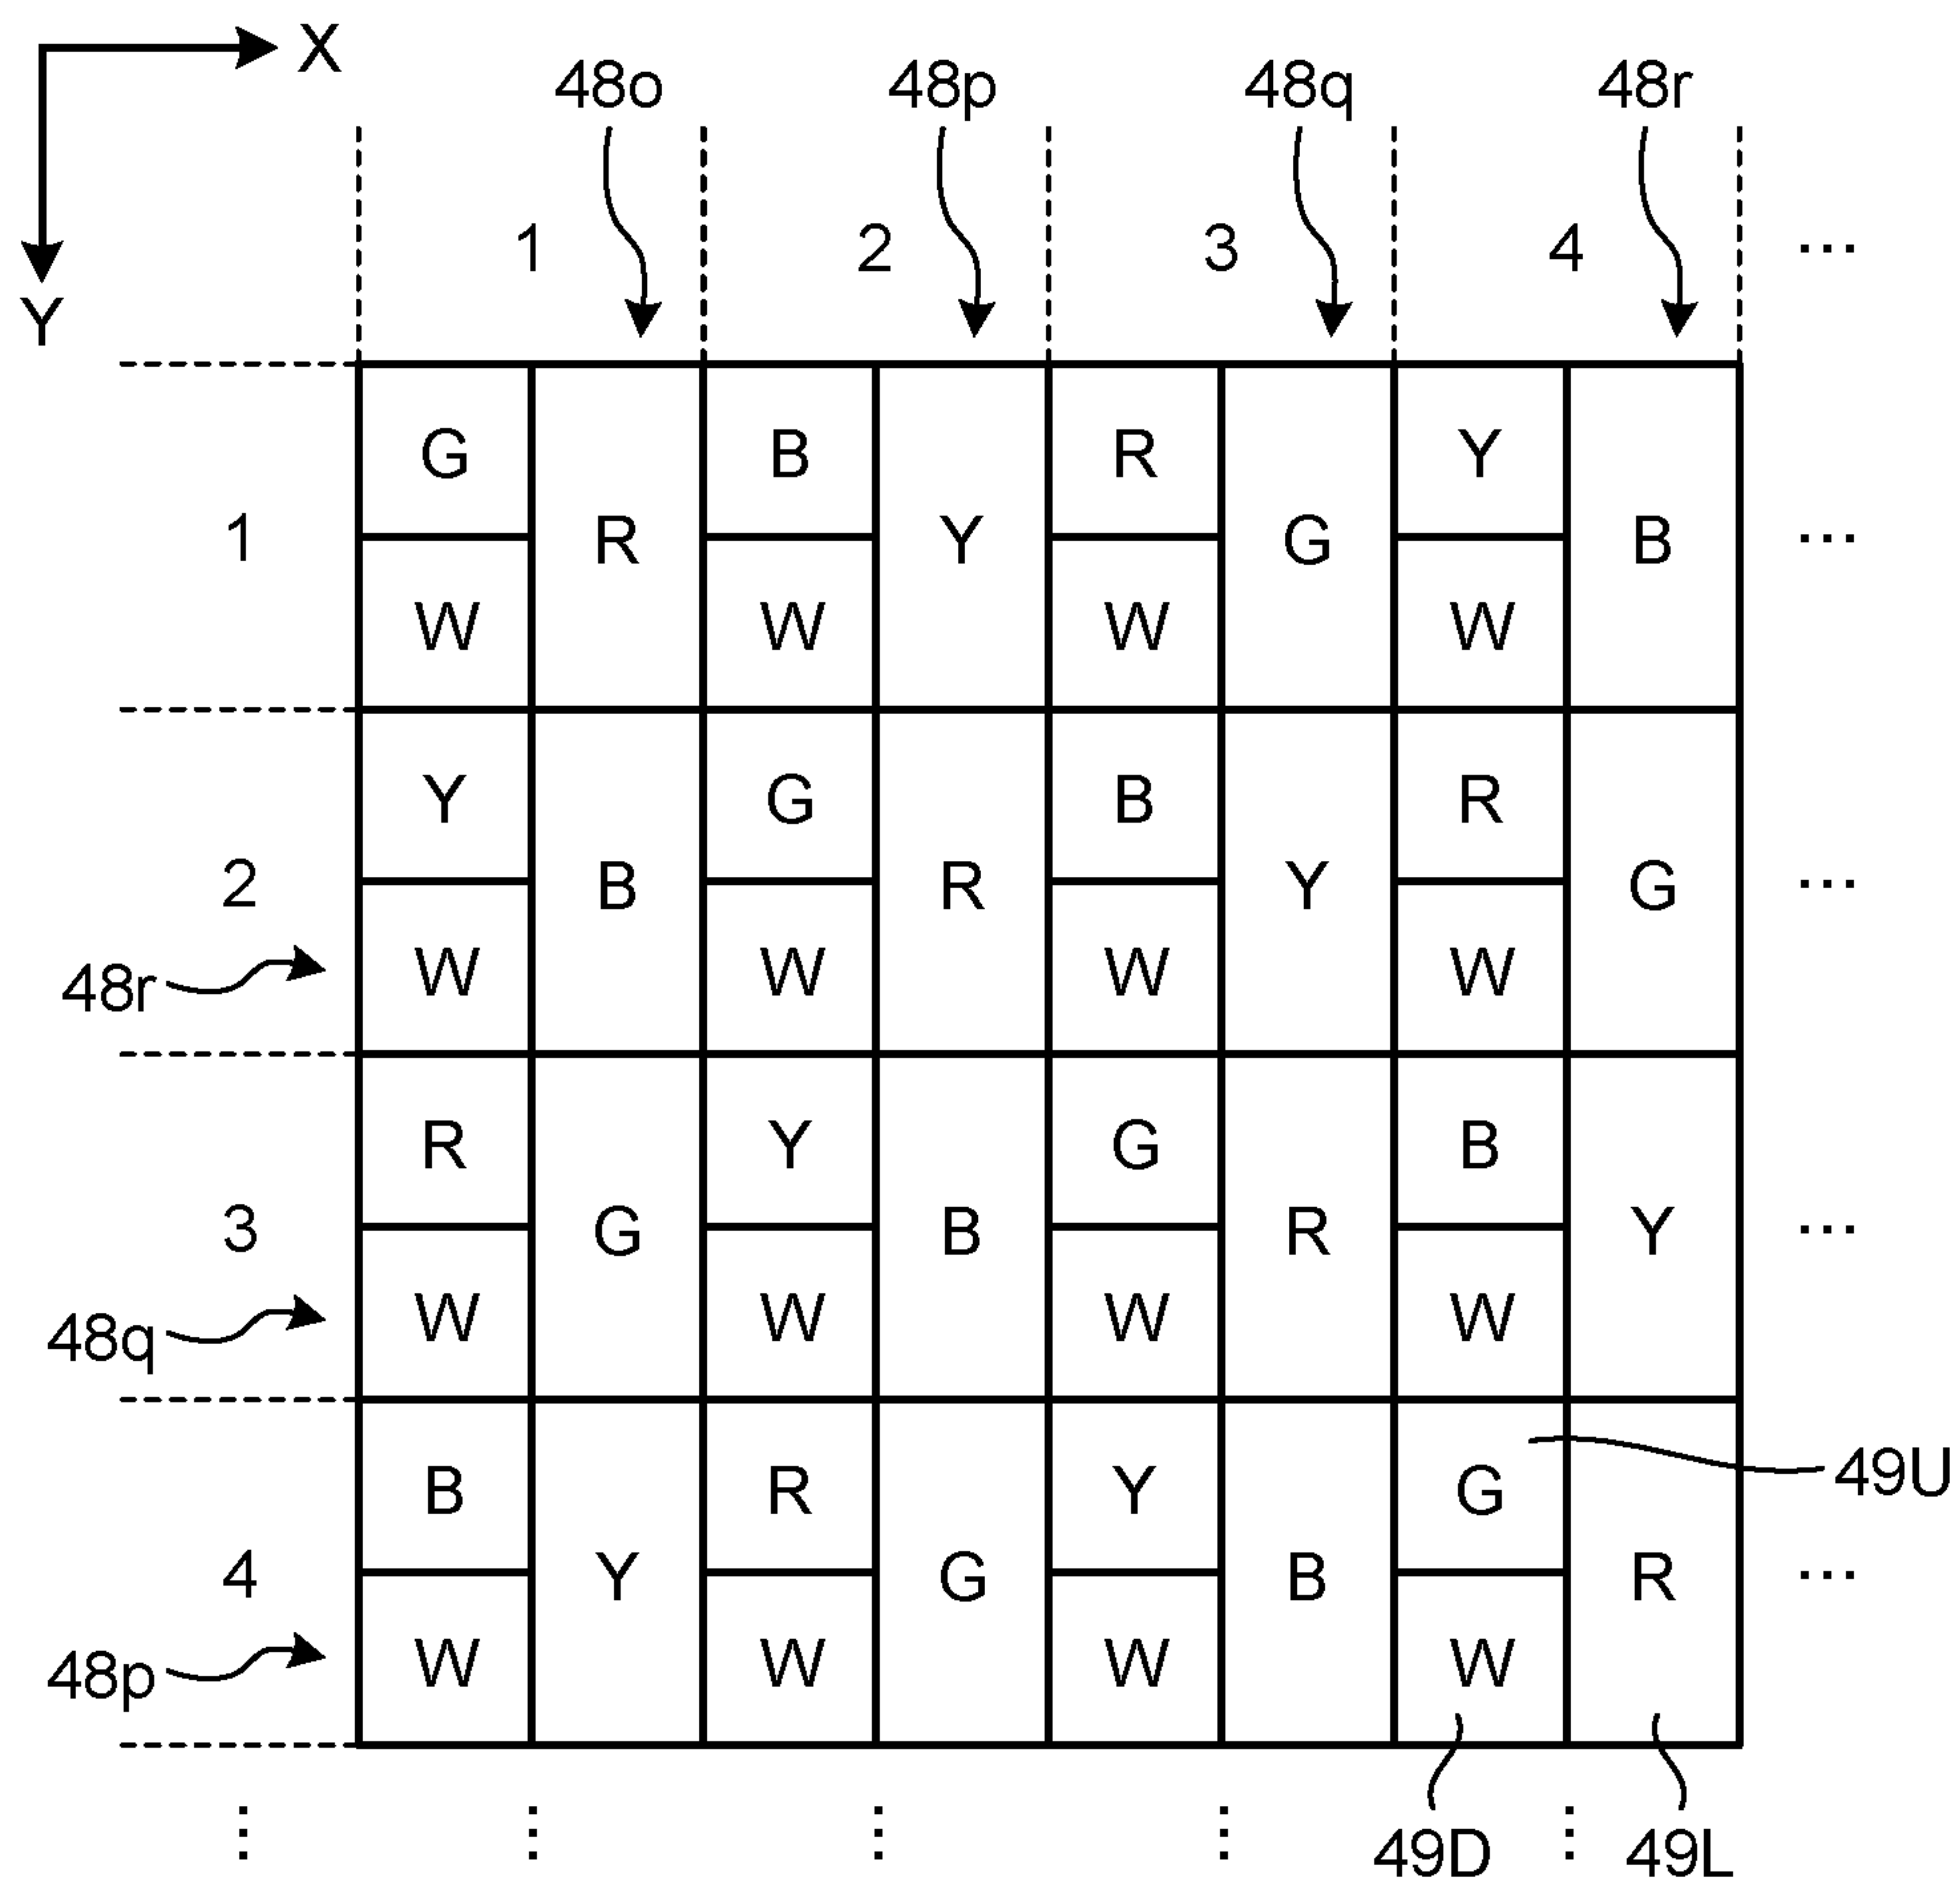 X
48o 48p 48q 48r
1 2 3 4 ...
Y
G B R Y
1 R Y G B ...
W W W W
Y G B R
2 B R Y G ...
W W W W
48r
R Y G B
3 G B R Y ...
W W W W
48q
B R Y G 49U
4 Y G B R ...
W W W W
48p
49D 49L